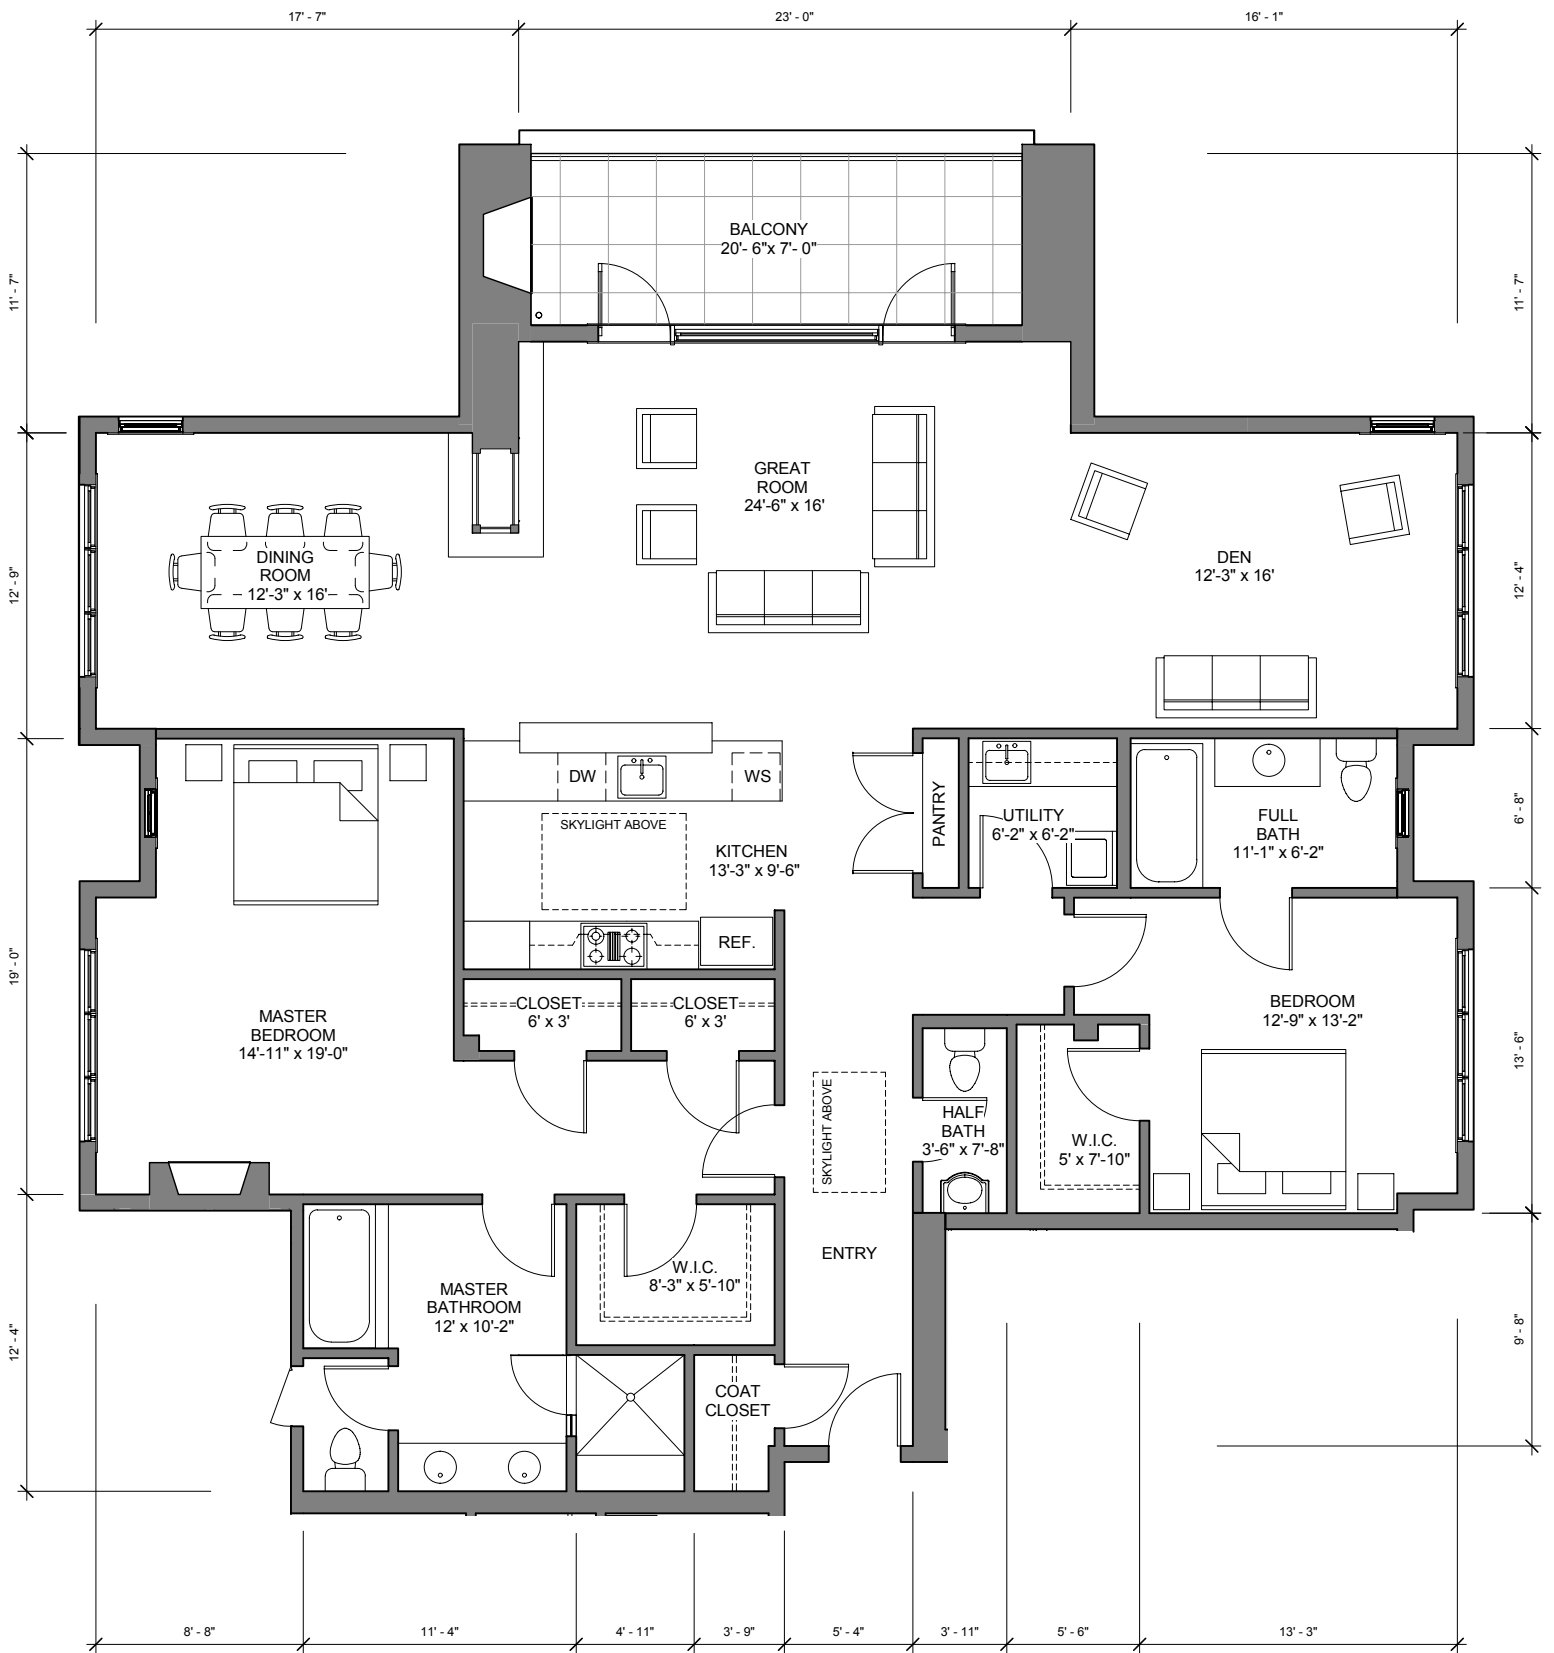 17' - 7"
23' - 0"
16' - 1"
11' - 7"
11' - 7"
BALCONY
20'- 6"x 7'- 0"
GREAT
ROOM
24'-6" x 16'
DINING
ROOM
12'-3" x 16'
DEN
12'-3" x 16'
12' - 9"
12' - 4"
DW
WS
SKYLIGHT ABOVE
KITCHEN
13'-3" x 9'-6"
REF.
PANTRY
UTILITY
6'-2" x 6'-2"
FULL
BATH
11'-1" x 6'-2"
6' - 8"
19' - 0"
MASTER
BEDROOM
14'-11" x 19'-0"
CLOSET
6' x 3'
CLOSET
6' x 3'
BEDROOM
12'-9" x 13'-2"
13' - 6"
SKYLIGHT ABOVE
HALF
BATH
3'-6" x 7'-8"
W.I.C.
5' x 7'-10"
ENTRY
W.I.C.
8'-3" x 5'-10"
MASTER
BATHROOM
12' x 10'-2"
COAT
CLOSET
12' - 4"
9' - 8"
8' - 8"
11' - 4"
4' - 11"
3' - 9"
5' - 4"
3' - 11"
5' - 6"
13' - 3"